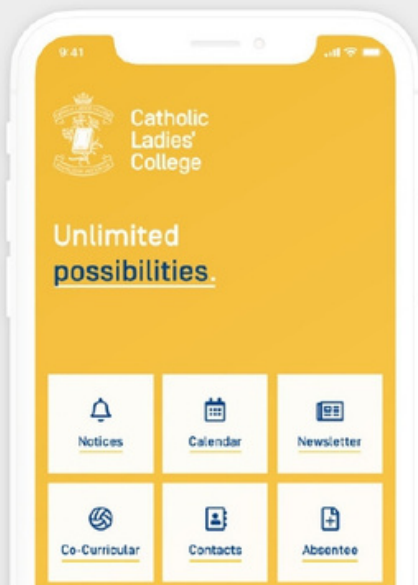 9:41
Catholic
Ladies'
College
Unlimited
possibilities.
Notices
Calendar
Newsletter
Co-Curricular
Contacts
Absentee